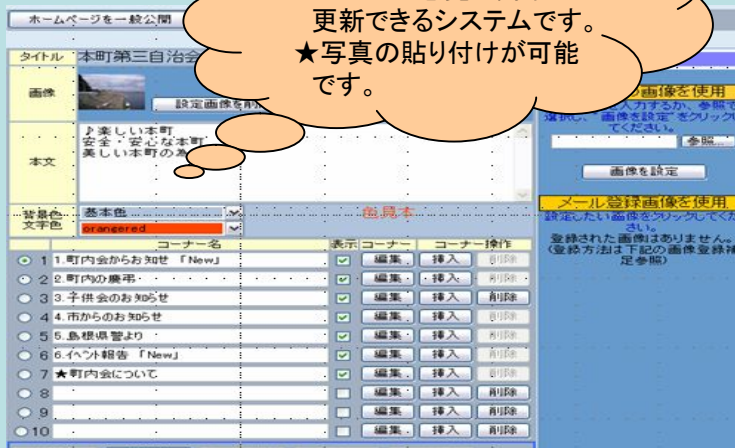 更新できるシステムです。
★写真の貼り付けが可能
です。
ホームページを一般公開
タイトル 本町第三自治会
画像
設定画像を削
本文
♪楽しい本町
安全・安心な本町
美しい本町の為
背景色 基本色
文字色 orangered
色見本
画像を使用
入力するか、参照で
選択し、"画像を設定"をクリック
てください。
参照...
画像を設定
メール登録画像を使用
設定したい画像をクリックしてくだ
さい。
登録された画像はありません。
(登録方法は下記の画像登録補
足参照)
コーナー名 表示 コーナー コーナー操作
1 1.町内会からお知せ 「New」 編集 挿入 削除
2 2.町内の慶弔 編集 挿入 削除
3 3.子供会のお知らせ 編集 挿入 削除
4 4.市からのお知らせ 編集 挿入 削除
5 5.島根県警より 編集 挿入 削除
6 6.イベント報告 「New」 編集 挿入 削除
7 ★町内会について 編集 挿入 削除
8 編集 挿入 削除
9 編集 挿入 削除
10 編集 挿入 削除